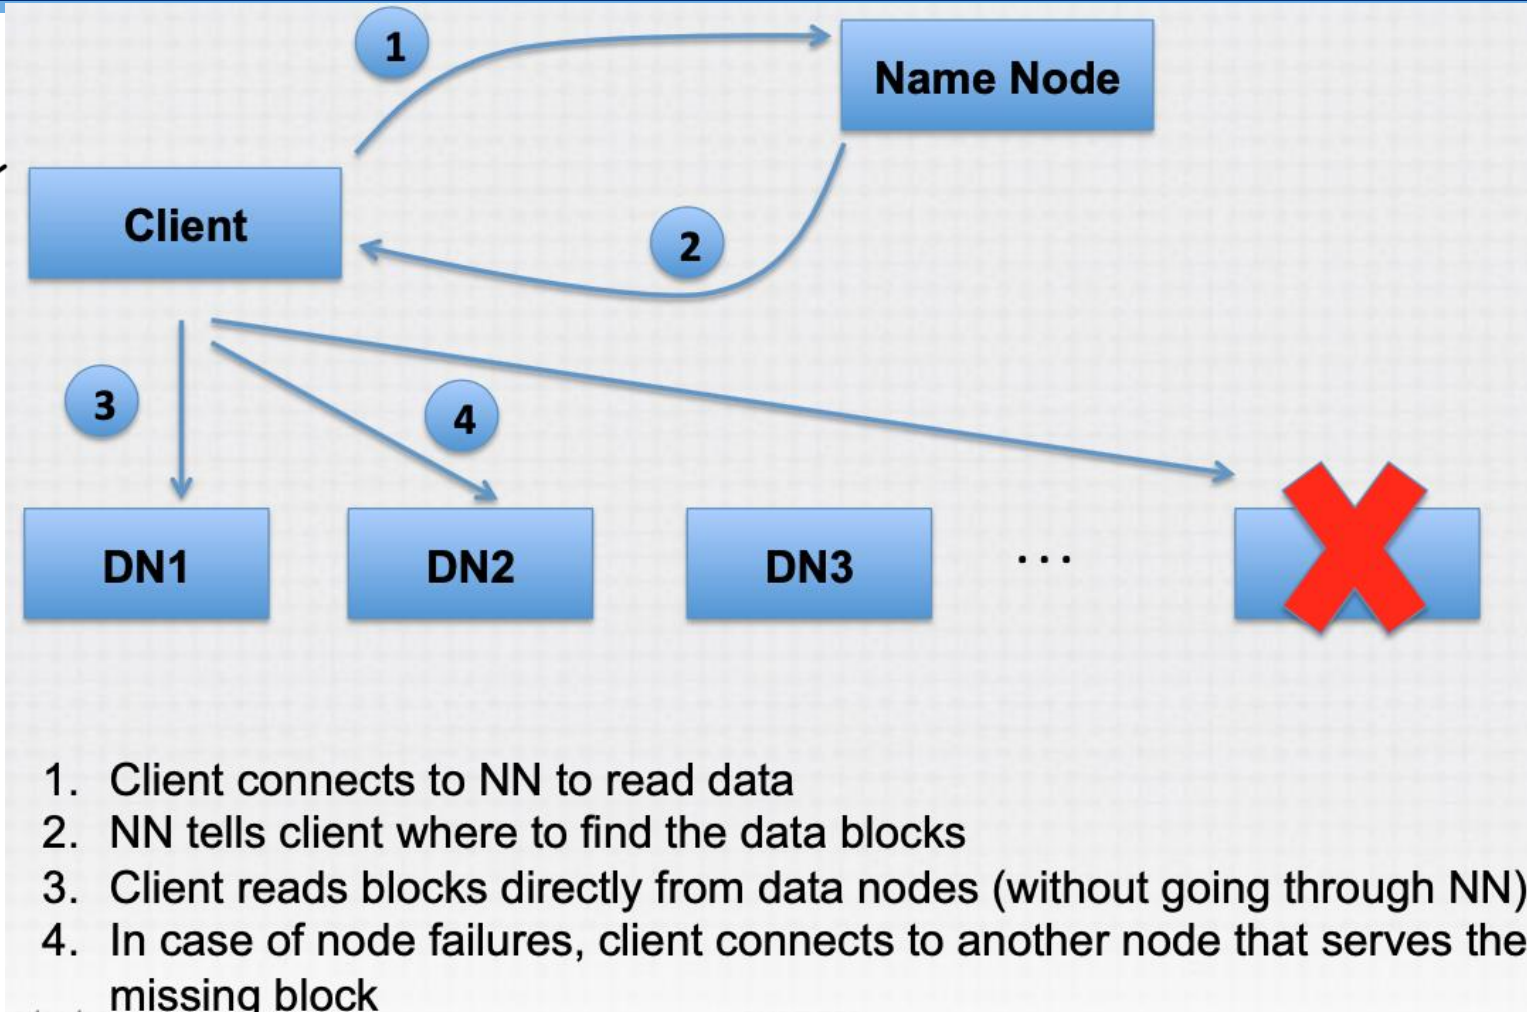 1
Name Node
Client
2
3
4
DN1
DN2
DN3
...
1. Client connects to NN to read data
2. NN tells client where to find the data blocks
3. Client reads blocks directly from data nodes (without going through NN)
4. In case of node failures, client connects to another node that serves the
missing block